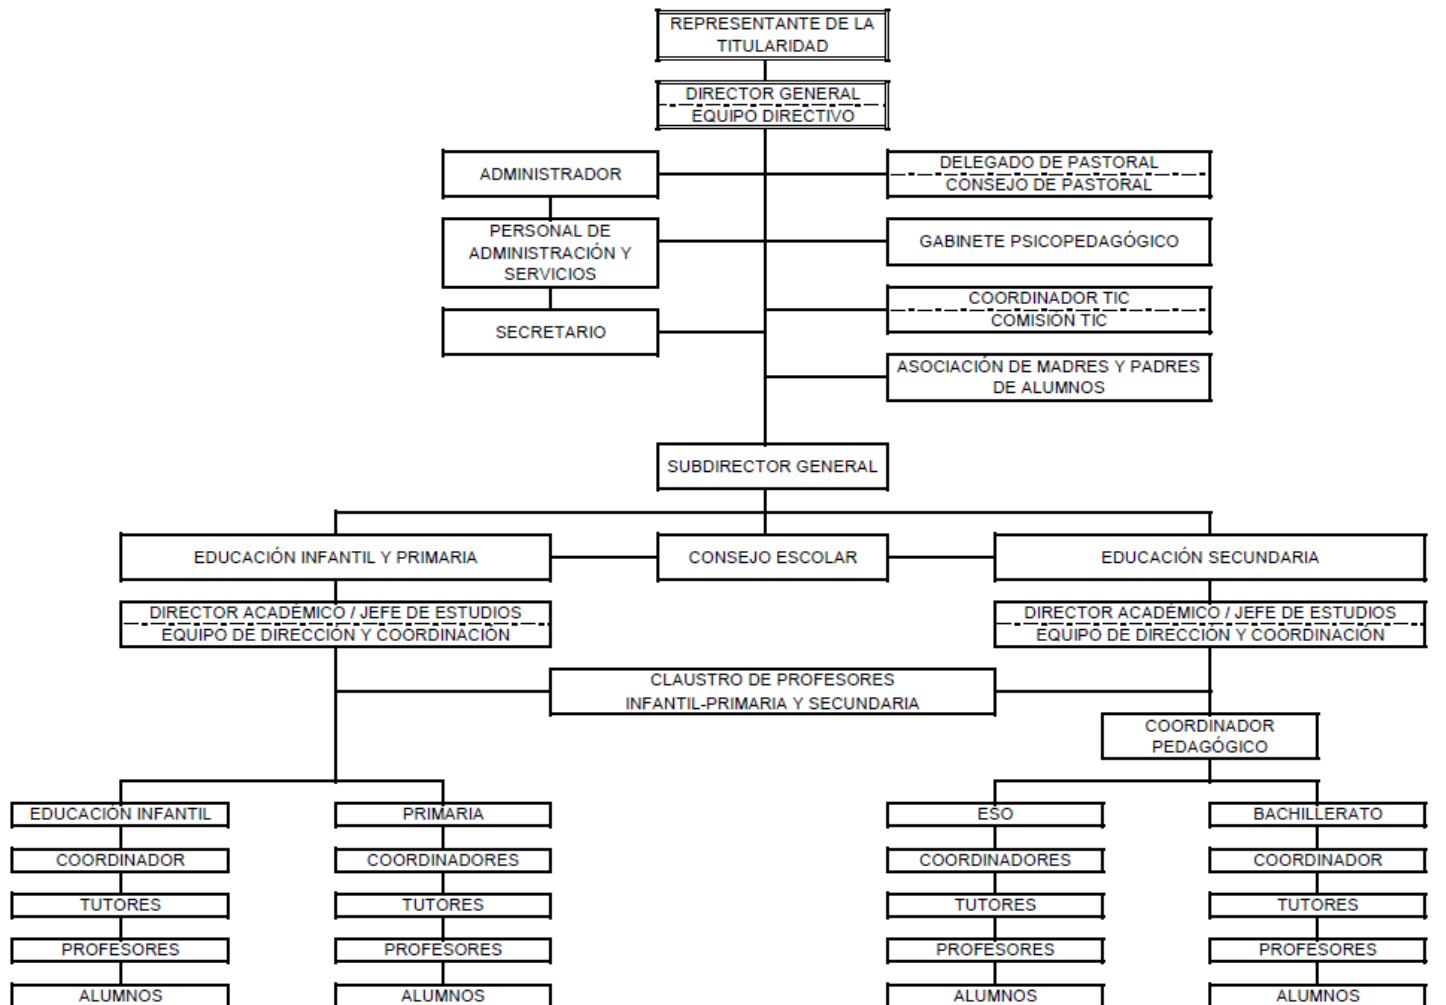 REPRESENTANTE DE LA
TITULARIDAD
DIRECTOR GENERAL
EQUIPO DIRECTIVO
ADMINISTRADOR
DELEGADO DE PASTORAL
CONSEJO DE PASTORAL
PERSONAL DE
ADMINISTRACIÓN Y
SERVICIOS
GABINETE PSICOPEDAGÓGICO
COORDINADOR TIC
COMISIÓN TIC
SECRETARIO
ASOCIACIÓN DE MADRES Y PADRES
DE ALUMNOS
SUBDIRECTOR GENERAL
EDUCACIÓN INFANTIL Y PRIMARIA
CONSEJO ESCOLAR
EDUCACIÓN SECUNDARIA
DIRECTOR ACADÉMICO / JEFE DE ESTUDIOS
EQUIPO DE DIRECCIÓN Y COORDINACIÓN
DIRECTOR ACADÉMICO / JEFE DE ESTUDIOS
EQUIPO DE DIRECCIÓN Y COORDINACIÓN
CLAUSTRO DE PROFESORES
INFANTIL-PRIMARIA Y SECUNDARIA
COORDINADOR
PEDAGÓGICO
EDUCACIÓN INFANTIL
PRIMARIA
ESO
BACHILLERATO
COORDINADOR
COORDINADORES
COORDINADORES
COORDINADOR
TUTORES
TUTORES
TUTORES
TUTORES
PROFESORES
PROFESORES
PROFESORES
PROFESORES
ALUMNOS
ALUMNOS
ALUMNOS
ALUMNOS